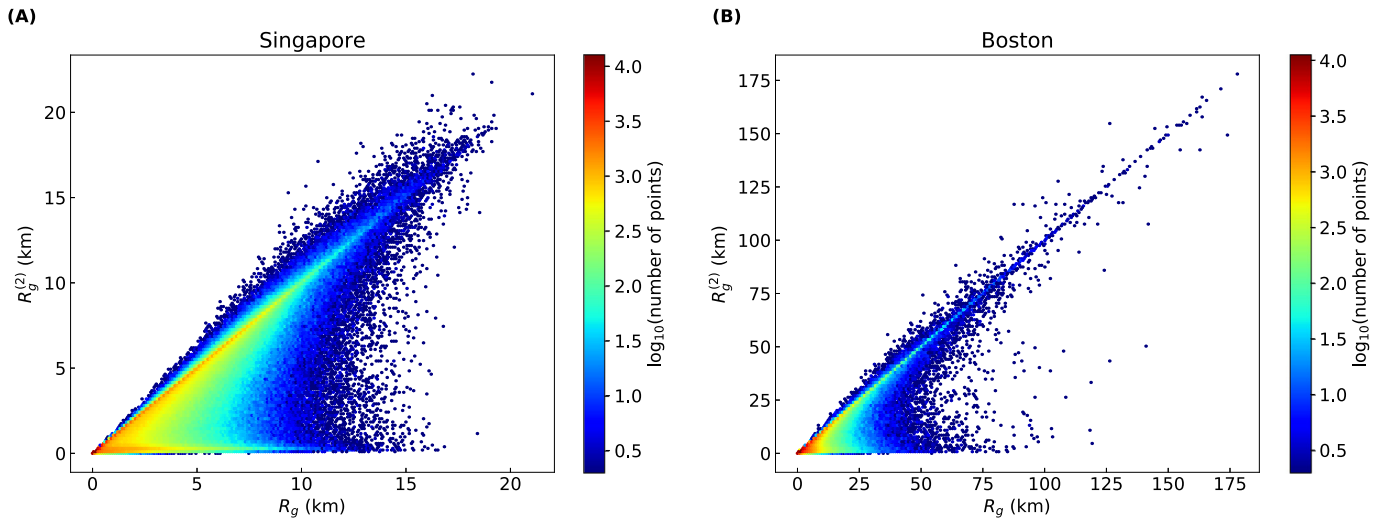 (A)
Singapore
20
15
10
5
0
R_g^(2) (km)
0 5 10 15 20
R_g (km)
4.0
3.5
3.0
2.5
2.0
1.5
1.0
0.5
log₁₀(number of points)
(B)
Boston
175
150
125
100
75
50
25
0
R_g^(2) (km)
0 25 50 75 100 125 150 175
R_g (km)
4.0
3.5
3.0
2.5
2.0
1.5
1.0
0.5
log₁₀(number of points)